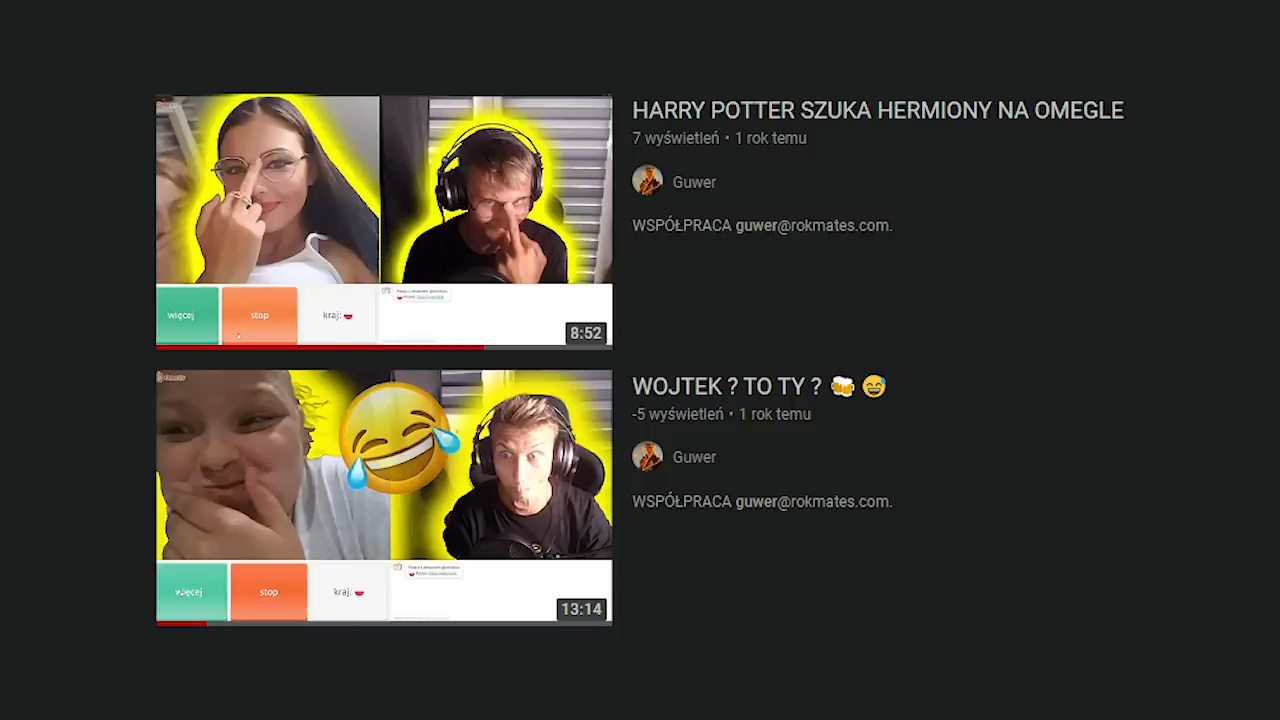 HARRY POTTER SZUKA HERMIONY NA OMEGLE
7 wyświetleń • 1 rok temu
Guwer
WSPÓŁPRACA guwer@rokmates.com.
więcej
stop
kraj:
8:52
WOJTEK ? TO TY ? 🍻 😅
-5 wyświetleń • 1 rok temu
Guwer
WSPÓŁPRACA guwer@rokmates.com.
więcej
stop
kraj:
13:14